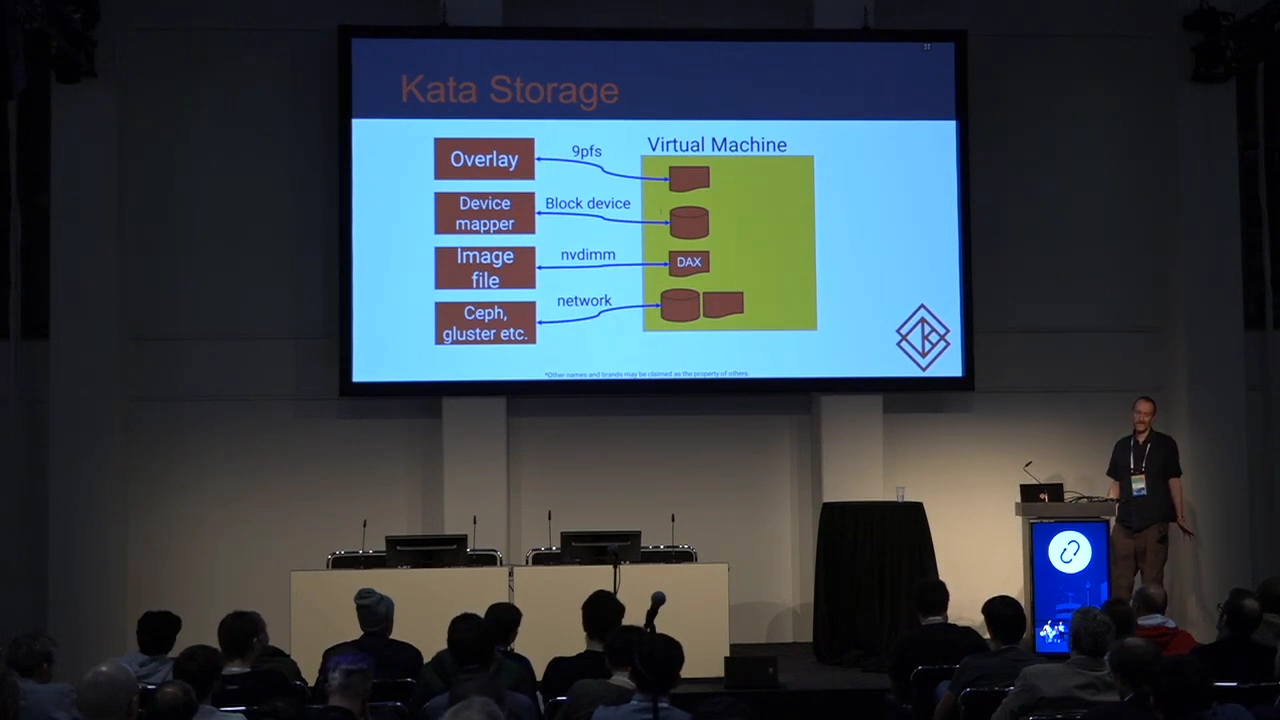 Kata Storage
Virtual Machine
Overlay
9pfs
Device
mapper
Block device
Image
file
nvdimm
DAX
Ceph,
gluster etc.
network
*Other names and brands may be claimed as the property of others.